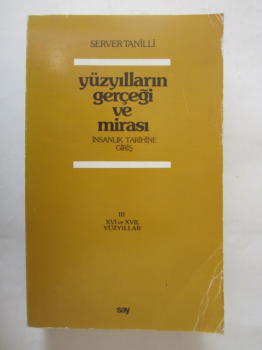 SERVER TANİLLİ
yüzyılların
gerçeği
ve
mirası
İNSANLIK TARİHİNE
GİRİŞ
III
XVI ve XVII.
YÜZYILLAR
say